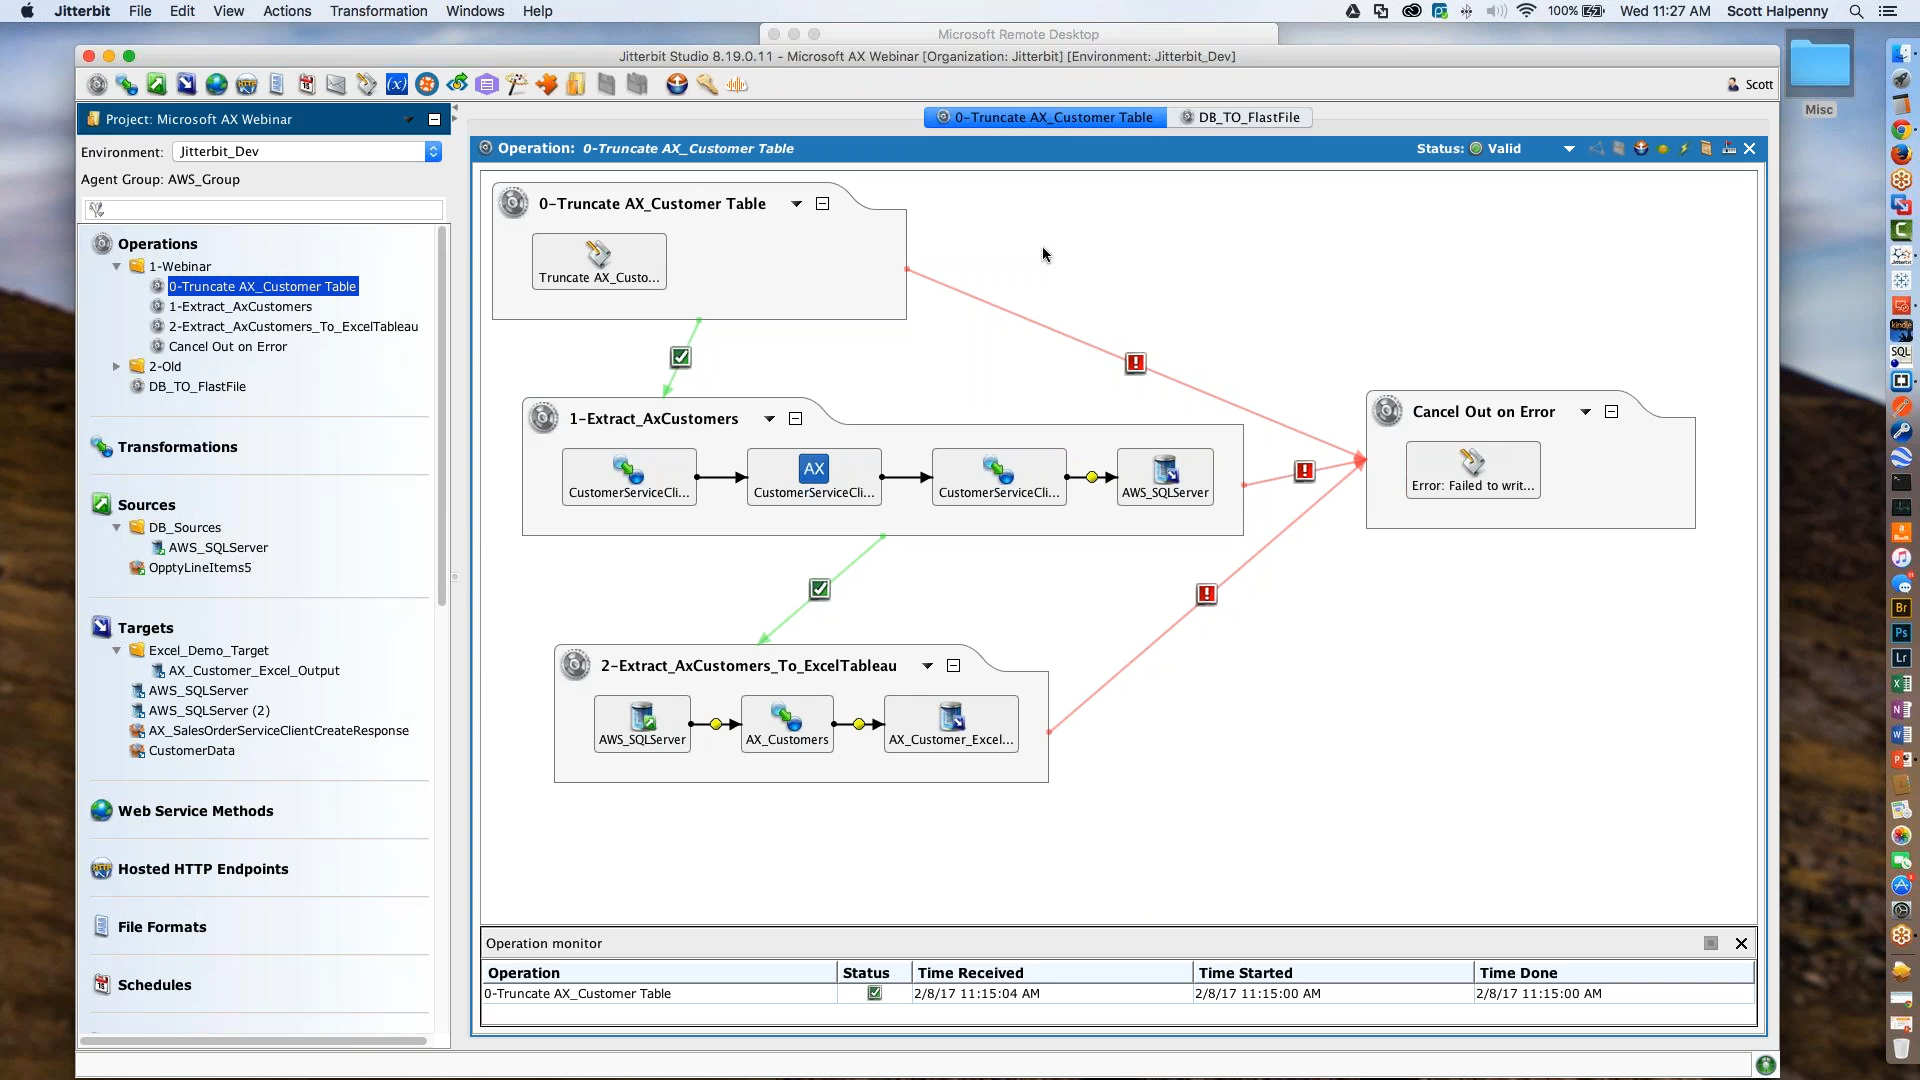 Jitterbit File Edit View Actions Transformation Windows Help
100% Wed 11:27 AM Scott Halpenny
Microsoft Remote Desktop
Jitterbit Studio 8.19.0.11 - Microsoft AX Webinar [Organization: Jitterbit] [Environment: Jitterbit_Dev]
Scott
Misc
Project: Microsoft AX Webinar
Environment: Jitterbit_Dev
Agent Group: AWS_Group
Operations
1-Webinar
0-Truncate AX_Customer Table
1-Extract_AxCustomers
2-Extract_AxCustomers_To_ExcelTableau
Cancel Out on Error
2-Old
DB_TO_FlastFile
Transformations
Sources
DB_Sources
AWS_SQLServer
OpptyLineItems5
Targets
Excel_Demo_Target
AX_Customer_Excel_Output
AWS_SQLServer
AWS_SQLServer (2)
AX_SalesOrderServiceClientCreateResponse
CustomerData
Web Service Methods
Hosted HTTP Endpoints
File Formats
Schedules
0-Truncate AX_Customer Table DB_TO_FlastFile
Operation: 0-Truncate AX_Customer Table Status: Valid
0-Truncate AX_Customer Table
Truncate AX_Custo...
1-Extract_AxCustomers
AX
CustomerServiceCli... CustomerServiceCli... CustomerServiceCli... AWS_SQLServer
Cancel Out on Error
Error: Failed to writ...
2-Extract_AxCustomers_To_ExcelTableau
AWS_SQLServer AX_Customers AX_Customer_Excel...
Operation monitor
Operation Status Time Received Time Started Time Done
0-Truncate AX_Customer Table 2/8/17 11:15:04 AM 2/8/17 11:15:00 AM 2/8/17 11:15:00 AM
kindle
SQL
Br
Ps
Lr